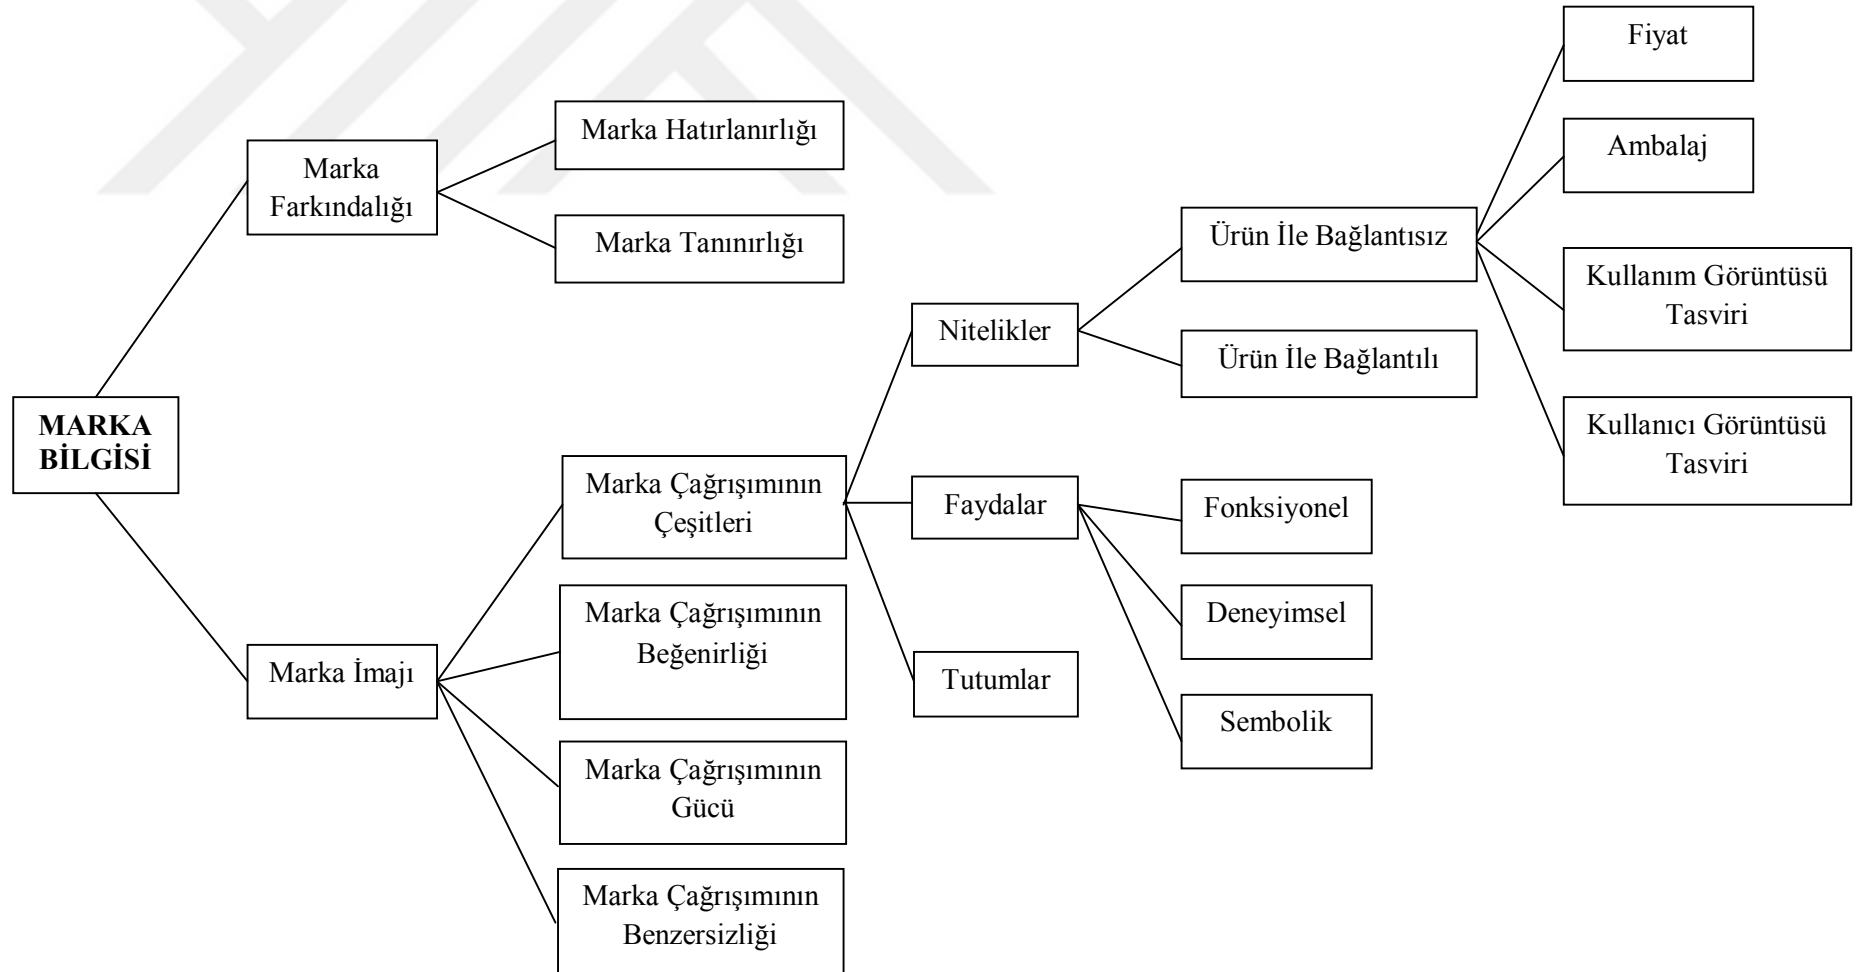 MARKA
BİLGİSİ
Marka
Farkındalığı
Marka Hatırlanırlığı
Marka Tanınırlığı
Marka İmajı
Marka Çağrışımının
Çeşitleri
Marka Çağrışımının
Beğenirliği
Marka Çağrışımının
Gücü
Marka Çağrışımının
Benzersizliği
Nitelikler
Faydalar
Tutumlar
Ürün İle Bağlantısız
Ürün İle Bağlantılı
Fonksiyonel
Deneyimsel
Sembolik
Fiyat
Ambalaj
Kullanım Görüntüsü
Tasviri
Kullanıcı Görüntüsü
Tasviri